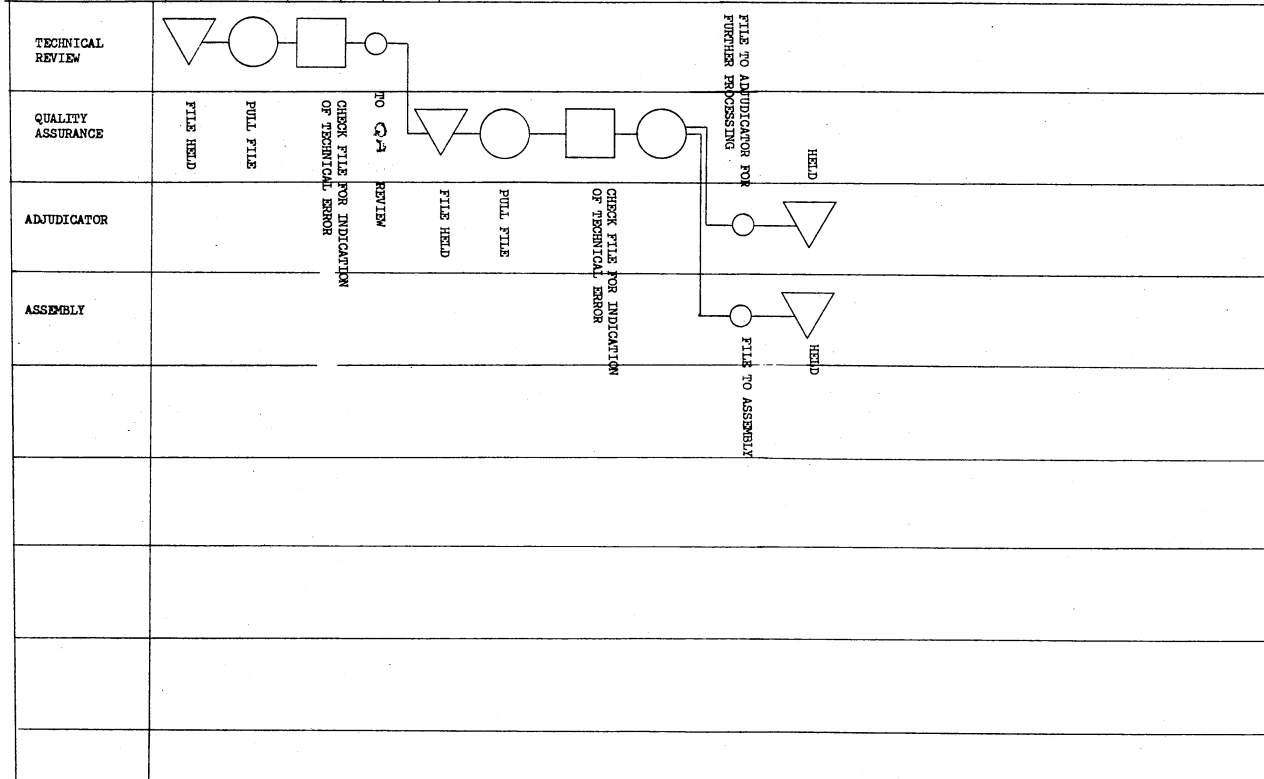 TECHNICAL
REVIEW
FILE HELD
PULL FILE
CHECK FILE FOR INDICATION
OF TECHNICAL ERROR
TO QA REVIEW
FILE TO ADJUDICATOR FOR
FURTHER PROCESSING
QUALITY
ASSURANCE
FILE HELD
PULL FILE
CHECK FILE FOR INDICATION
OF TECHNICAL ERROR
HELD
ADJUDICATOR
ASSEMBLY
FILE TO ASSEMBLY
HELD